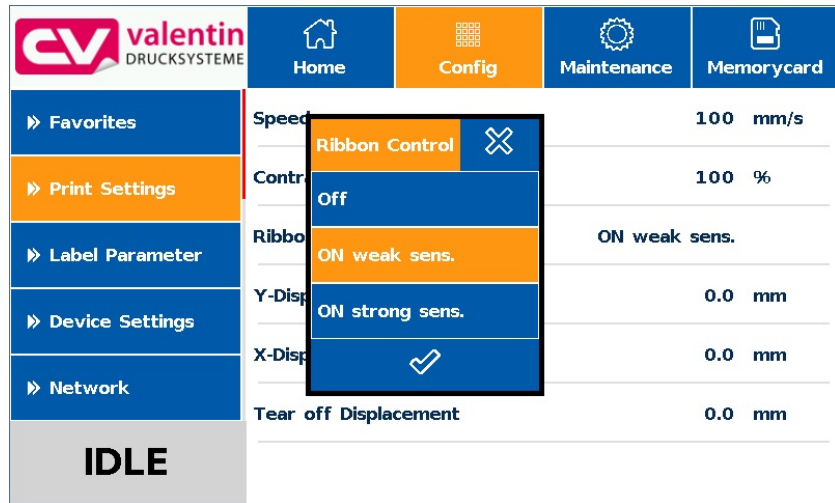 CV valentin
DRUCKSYSTEME
Home
Config
Maintenance
Memorycard
Favorites
Print Settings
Label Parameter
Device Settings
Network
IDLE
Speed 100 mm/s
Contr 100 %
Ribbo ON weak sens.
Y-Disp 0.0 mm
X-Disp 0.0 mm
Tear off Displacement 0.0 mm
Ribbon Control
Off
ON weak sens.
ON strong sens.